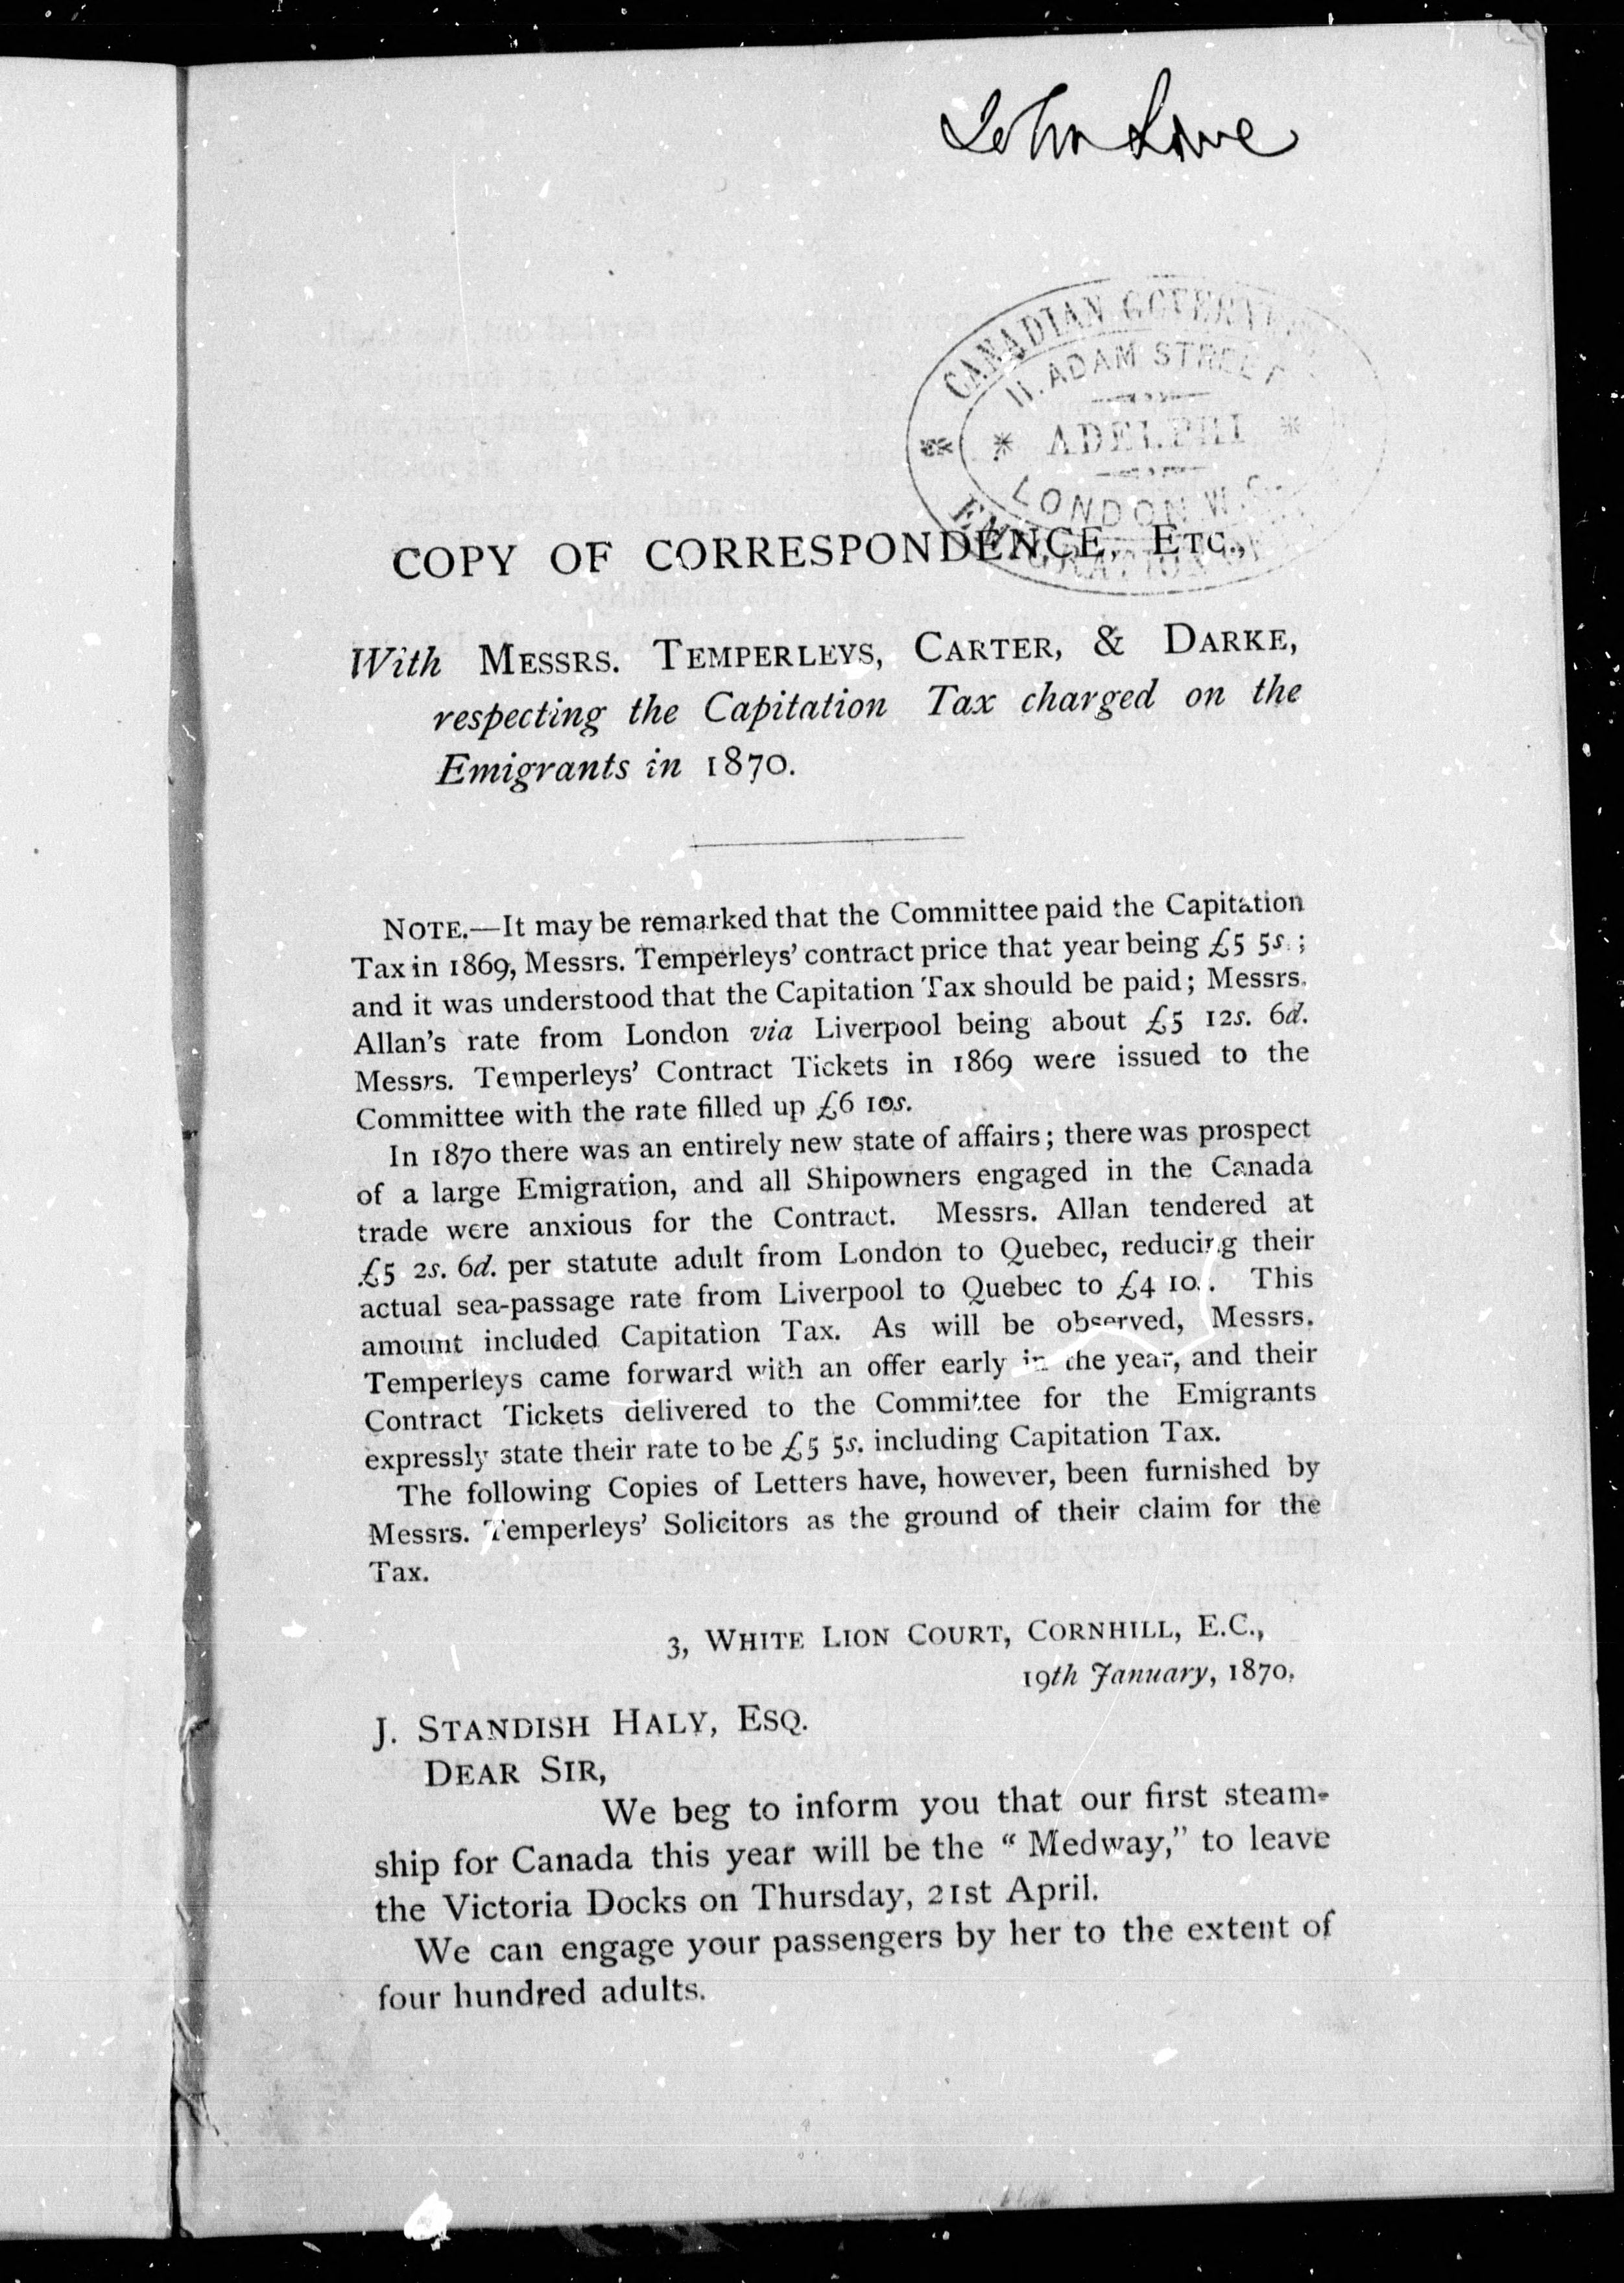 John Lowe
CANADIAN GOVERNMENT
11. ADAM STREET
ADELPHI
LONDON W.C.
EMIGRATION
COPY OF CORRESPONDENCE, ETC.,
With MESSRS. TEMPERLEYS, CARTER, & DARKE,
respecting the Capitation Tax charged on the
Emigrants in 1870.
NOTE.—It may be remarked that the Committee paid the Capitation
Tax in 1869, Messrs. Temperleys’ contract price that year being £5 5s. ;
and it was understood that the Capitation Tax should be paid; Messrs.
Allan’s rate from London via Liverpool being about £5 12s. 6d.
Messrs. Temperleys’ Contract Tickets in 1869 were issued to the
Committee with the rate filled up £6 10s.
In 1870 there was an entirely new state of affairs; there was prospect
of a large Emigration, and all Shipowners engaged in the Canada
trade were anxious for the Contract. Messrs. Allan tendered at
£5 2s. 6d. per statute adult from London to Quebec, reducing their
actual sea-passage rate from Liverpool to Quebec to £4 10. . This
amount included Capitation Tax. As will be observed, Messrs.
Temperleys came forward with an offer early in the year, and their
Contract Tickets delivered to the Committee for the Emigrants
expressly state their rate to be £5 5s. including Capitation Tax.
The following Copies of Letters have, however, been furnished by
Messrs. Temperleys’ Solicitors as the ground of their claim for the
Tax.
3, WHITE LION COURT, CORNHILL, E.C.,
19th January, 1870.
J. STANDISH HALY, ESQ.
DEAR SIR,
We beg to inform you that our first steam-
ship for Canada this year will be the “ Medway,” to leave
the Victoria Docks on Thursday, 21st April.
We can engage your passengers by her to the extent of
four hundred adults.